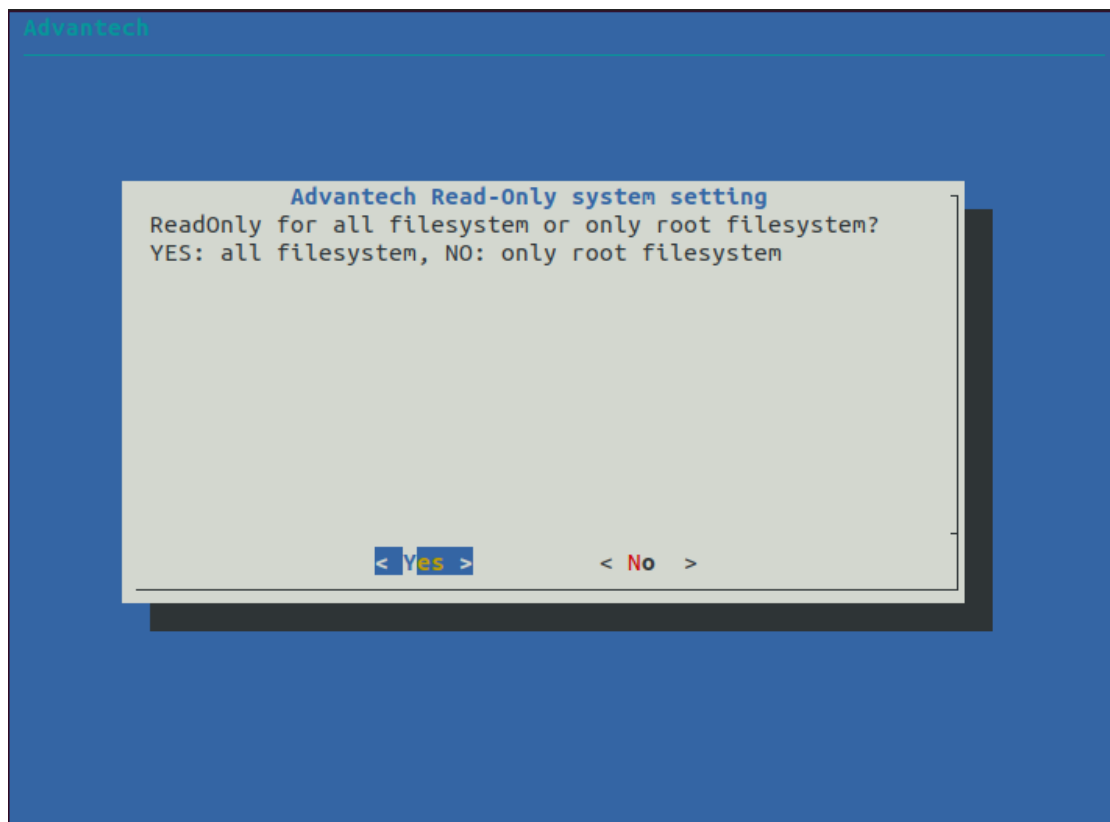 Advantech
Advantech Read-Only system setting
ReadOnly for all filesystem or only root filesystem?
YES: all filesystem, NO: only root filesystem
< Yes > < No >